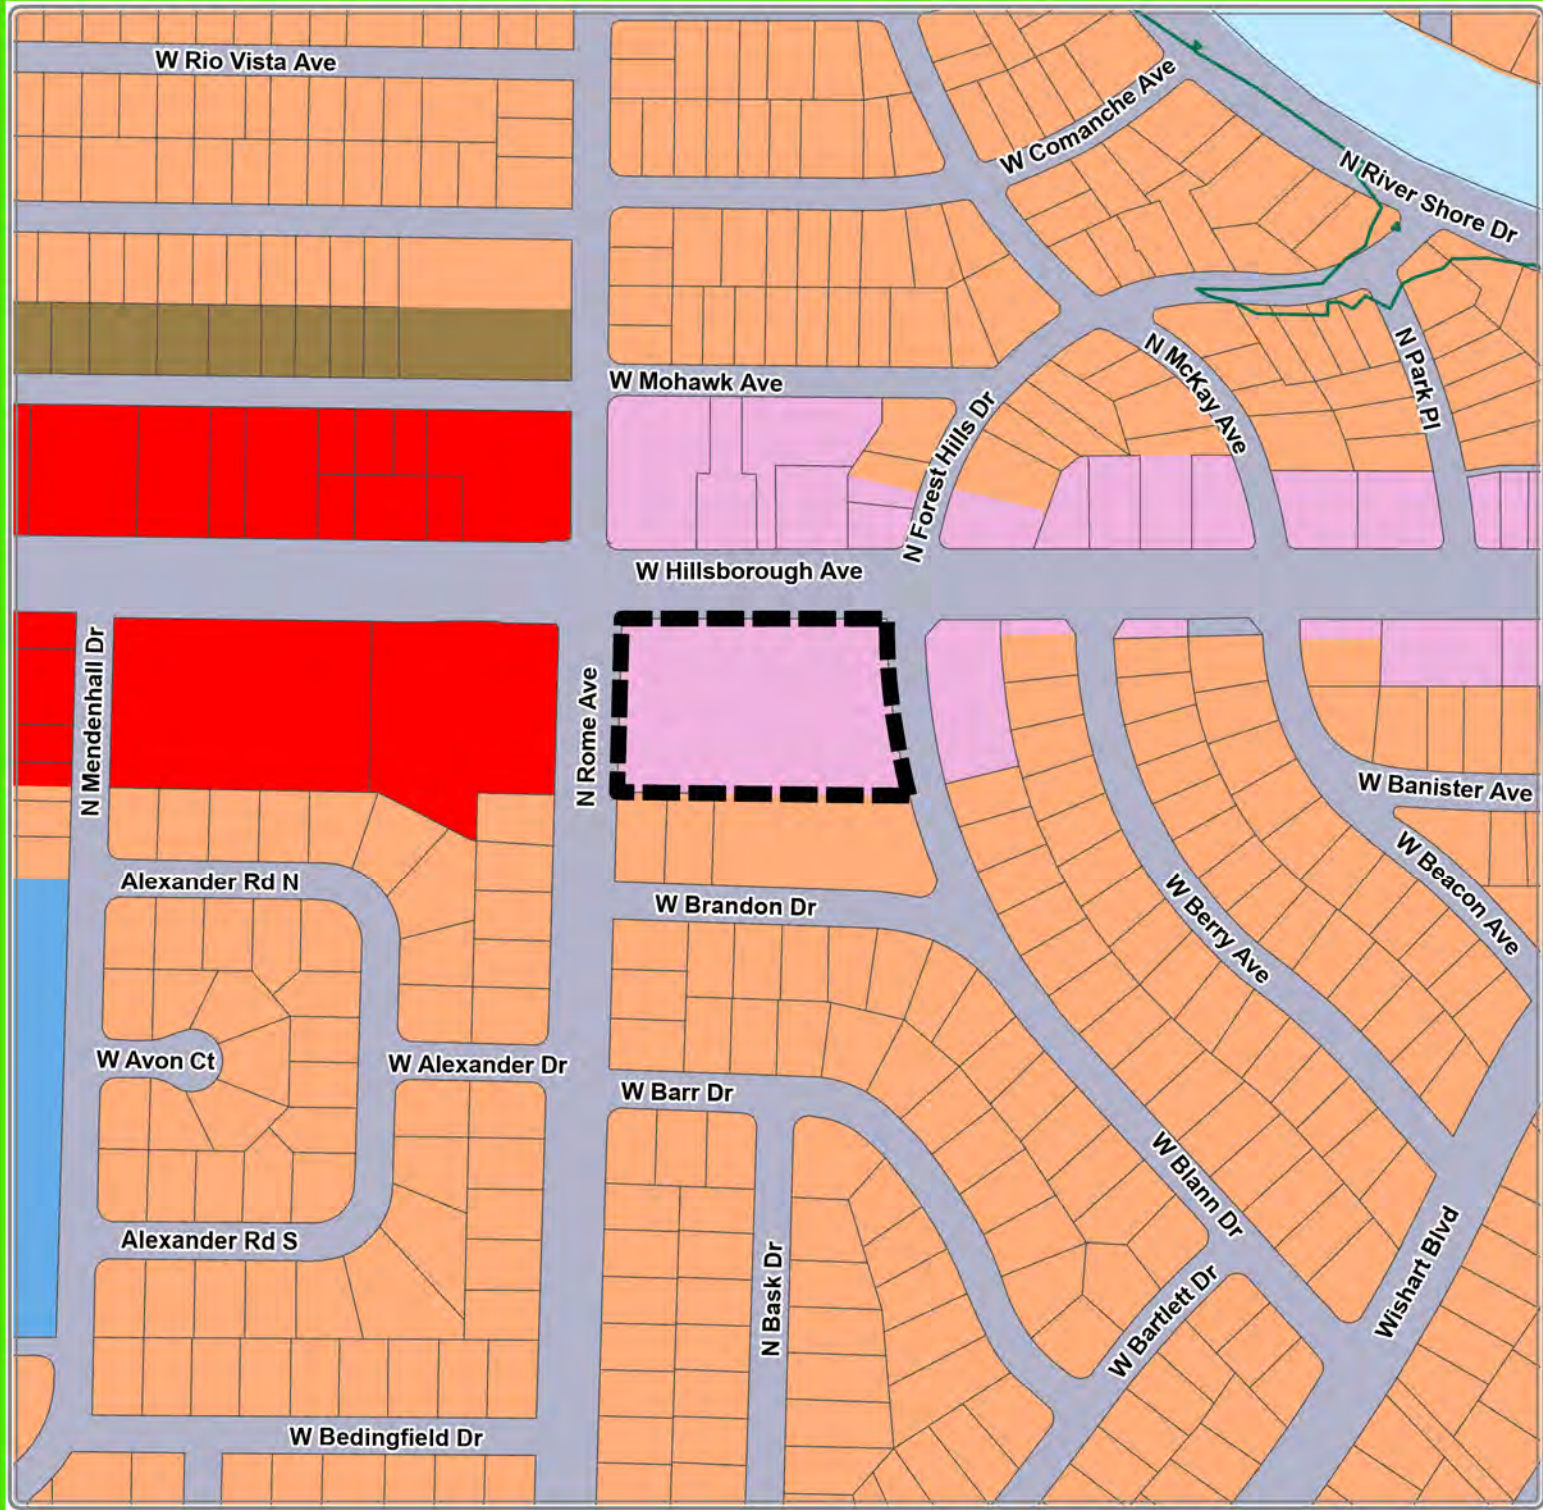 W Rio Vista Ave
W Comanche Ave
N River Shore Dr
W Mohawk Ave
N McKay Ave
N Park Pl
N Forest Hills Dr
W Hillsborough Ave
N Mendenhall Dr
N Rome Ave
W Banister Ave
W Beacon Ave
Alexander Rd N
W Brandon Dr
W Berry Ave
W Avon Ct
W Alexander Dr
W Barr Dr
W Blann Dr
Alexander Rd S
N Bask Dr
W Bartlett Dr
Wishart Blvd
W Bedingfield Dr